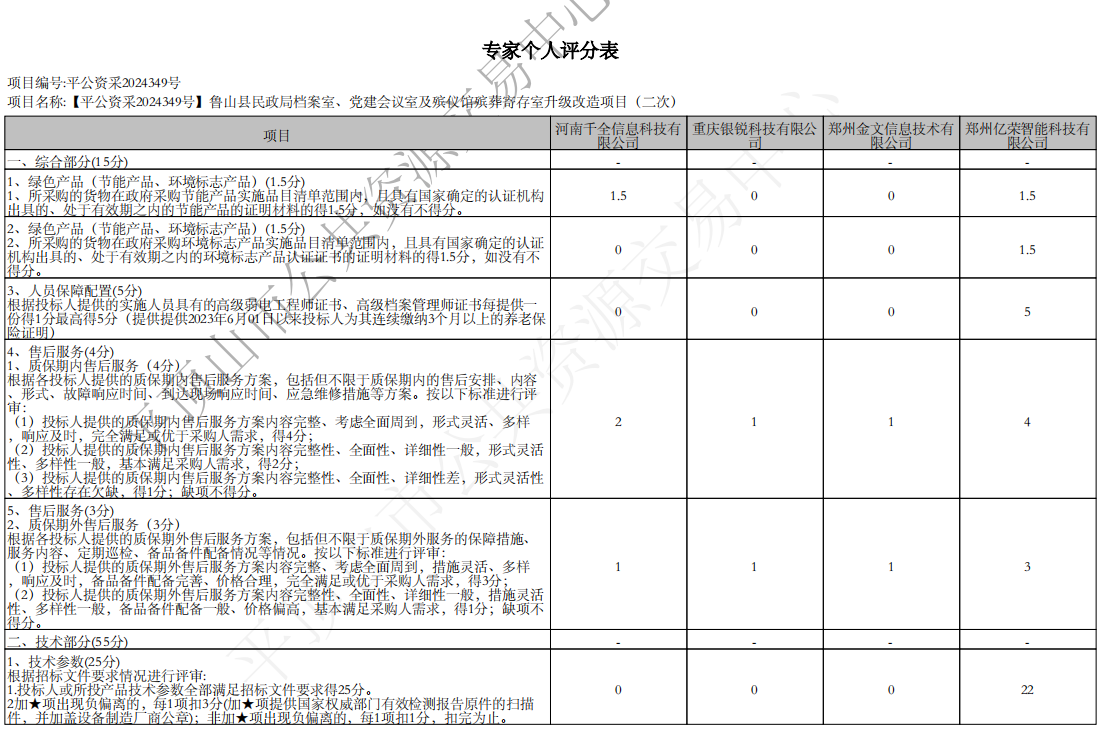 专家个人评分表
项目编号:平公资采2024349号
项目名称:【平公资采2024349号】鲁山县民政局档案室、党建会议室及殡仪馆殡葬寄存室升级改造项目（二次）
项目 河南千全信息科技有限公司 重庆银锐科技有限公司 郑州金文信息技术有限公司 郑州亿荣智能科技有限公司
一、综合部分(15分) - - - -
1、绿色产品（节能产品、环境标志产品）(1.5分)
1、所采购的货物在政府采购节能产品实施品目清单范围内，且具有国家确定的认证机构
出具的、处于有效期之内的节能产品的证明材料的得1.5分，如没有不得分。
1.5 0 0 1.5
2、绿色产品（节能产品、环境标志产品）(1.5分)
2、所采购的货物在政府采购环境标志产品实施品目清单范围内，且具有国家确定的认证
机构出具的、处于有效期之内的环境标志产品认证证书的证明材料的得1.5分，如没有不
得分。
0 0 0 1.5
3、人员保障配置(5分)
根据投标人提供的实施人员具有的高级弱电工程师证书、高级档案管理师证书每提供一
份得1分最高得5分（提供提供2023年6月01日以来投标人为其连续缴纳3个月以上的养老保
险证明）
0 0 0 5
4、售后服务(4分)
1、质保期内售后服务（4分）
根据各投标人提供的质保期内售后服务方案，包括但不限于质保期内的售后安排、内容
、形式、故障响应时间、到达现场响应时间、应急维修措施等方案。按以下标准进行评
审:
（1）投标人提供的质保期内售后服务方案内容完整、考虑全面周到，形式灵活、多样
，响应及时，完全满足或优于采购人需求，得4分；
（2）投标人提供的质保期内售后服务方案内容完整性、全面性、详细性一般，形式灵活
性、多样性一般，基本满足采购人需求，得2分；
（3）投标人提供的质保期内售后服务方案内容完整性、全面性、详细性差，形式灵活性
、多样性存在欠缺，得1分；缺项不得分。
2 1 1 4
5、售后服务(3分)
2、质保期外售后服务（3分）
根据各投标人提供的质保期外售后服务方案，包括但不限于质保期外服务的保障措施、
服务内容、定期巡检、备品备件配备情况等情况。按以下标准进行评审:
（1）投标人提供的质保期外售后服务方案内容完整、考虑全面周到，措施灵活、多样
，响应及时，备品备件配备完善、价格合理，完全满足或优于采购人需求，得3分；
（2）投标人提供的质保期外售后服务方案内容完整性、全面性、详细性一般，措施灵活
性、多样性一般，备品备件配备一般、价格偏高，基本满足采购人需求，得1分；缺项不
得分。
1 1 1 3
二、技术部分(55分) - - - -
1、技术参数(25分)
根据招标文件要求情况进行评审:
1.投标人或所投产品技术参数全部满足招标文件要求得25分。
2加★项出现负偏离的，每1项扣3分(加★项提供国家权威部门有效检测报告原件的扫描
件，并加盖设备制造厂商公章)；非加★项出现负偏离的，每1项扣1分，扣完为止。
0 0 0 22
平顶山市公共资源交易中心
平顶山市公共资源交易中心